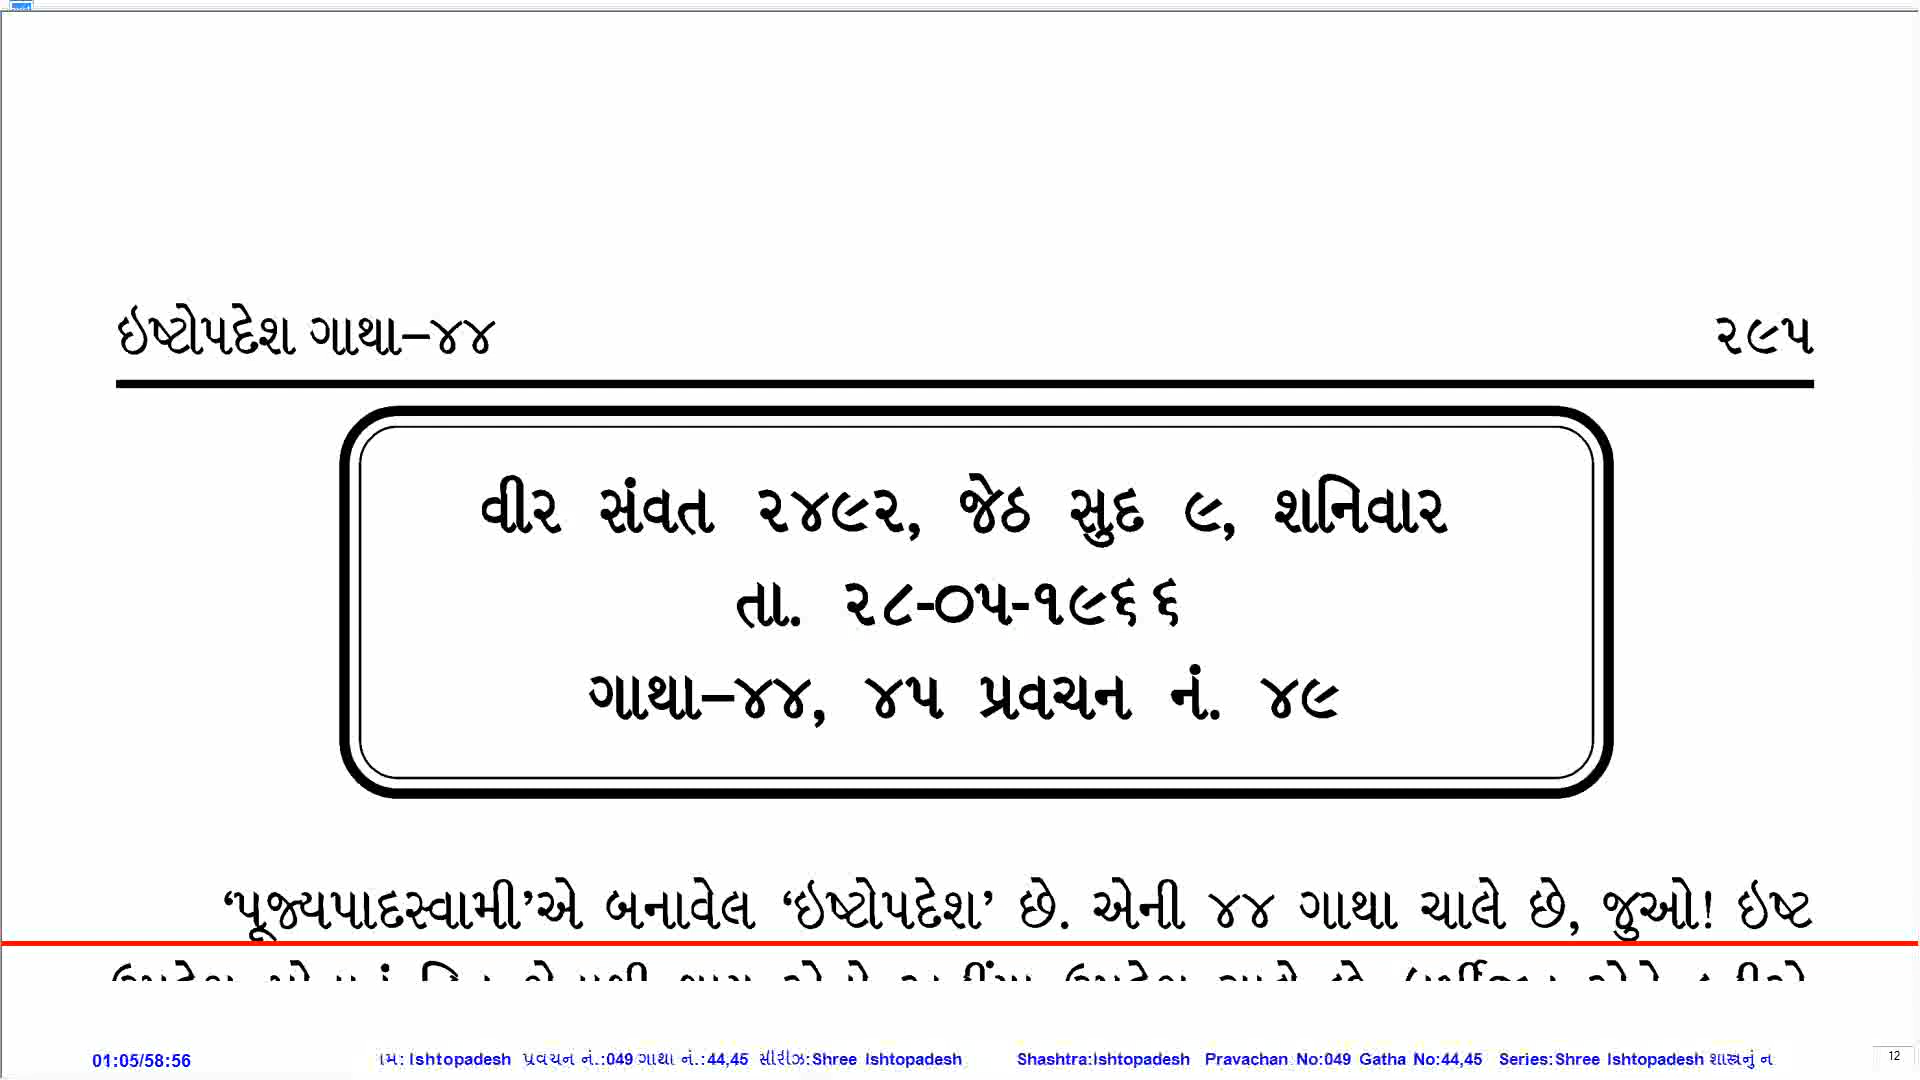 ઇષ્ટોપદેશ ગાથા–૪૪ ૨૯૫
વીર સંવત ૨૪૯૨, જેઠ સુદ ૯, શનિવાર
તા. ૨૮-૦૫-૧૯૬૬
ગાથા–૪૪, ૪૫ પ્રવચન નં. ૪૯
‘પૂજ્યપાદસ્વામી’એ બનાવેલ ‘ઇષ્ટોપદેશ’ છે. એની ૪૪ ગાથા ચાલે છે, જુઓ! ઇષ્ટ
01:05/58:56 ામ: Ishtopadesh પ્રવચન નં.:049 ગાથા નં.:44,45 સીરીઝ:Shree Ishtopadesh Shashtra:Ishtopadesh Pravachan No:049 Gatha No:44,45 Series:Shree Ishtopadesh શાસ્ત્રનું ન 12